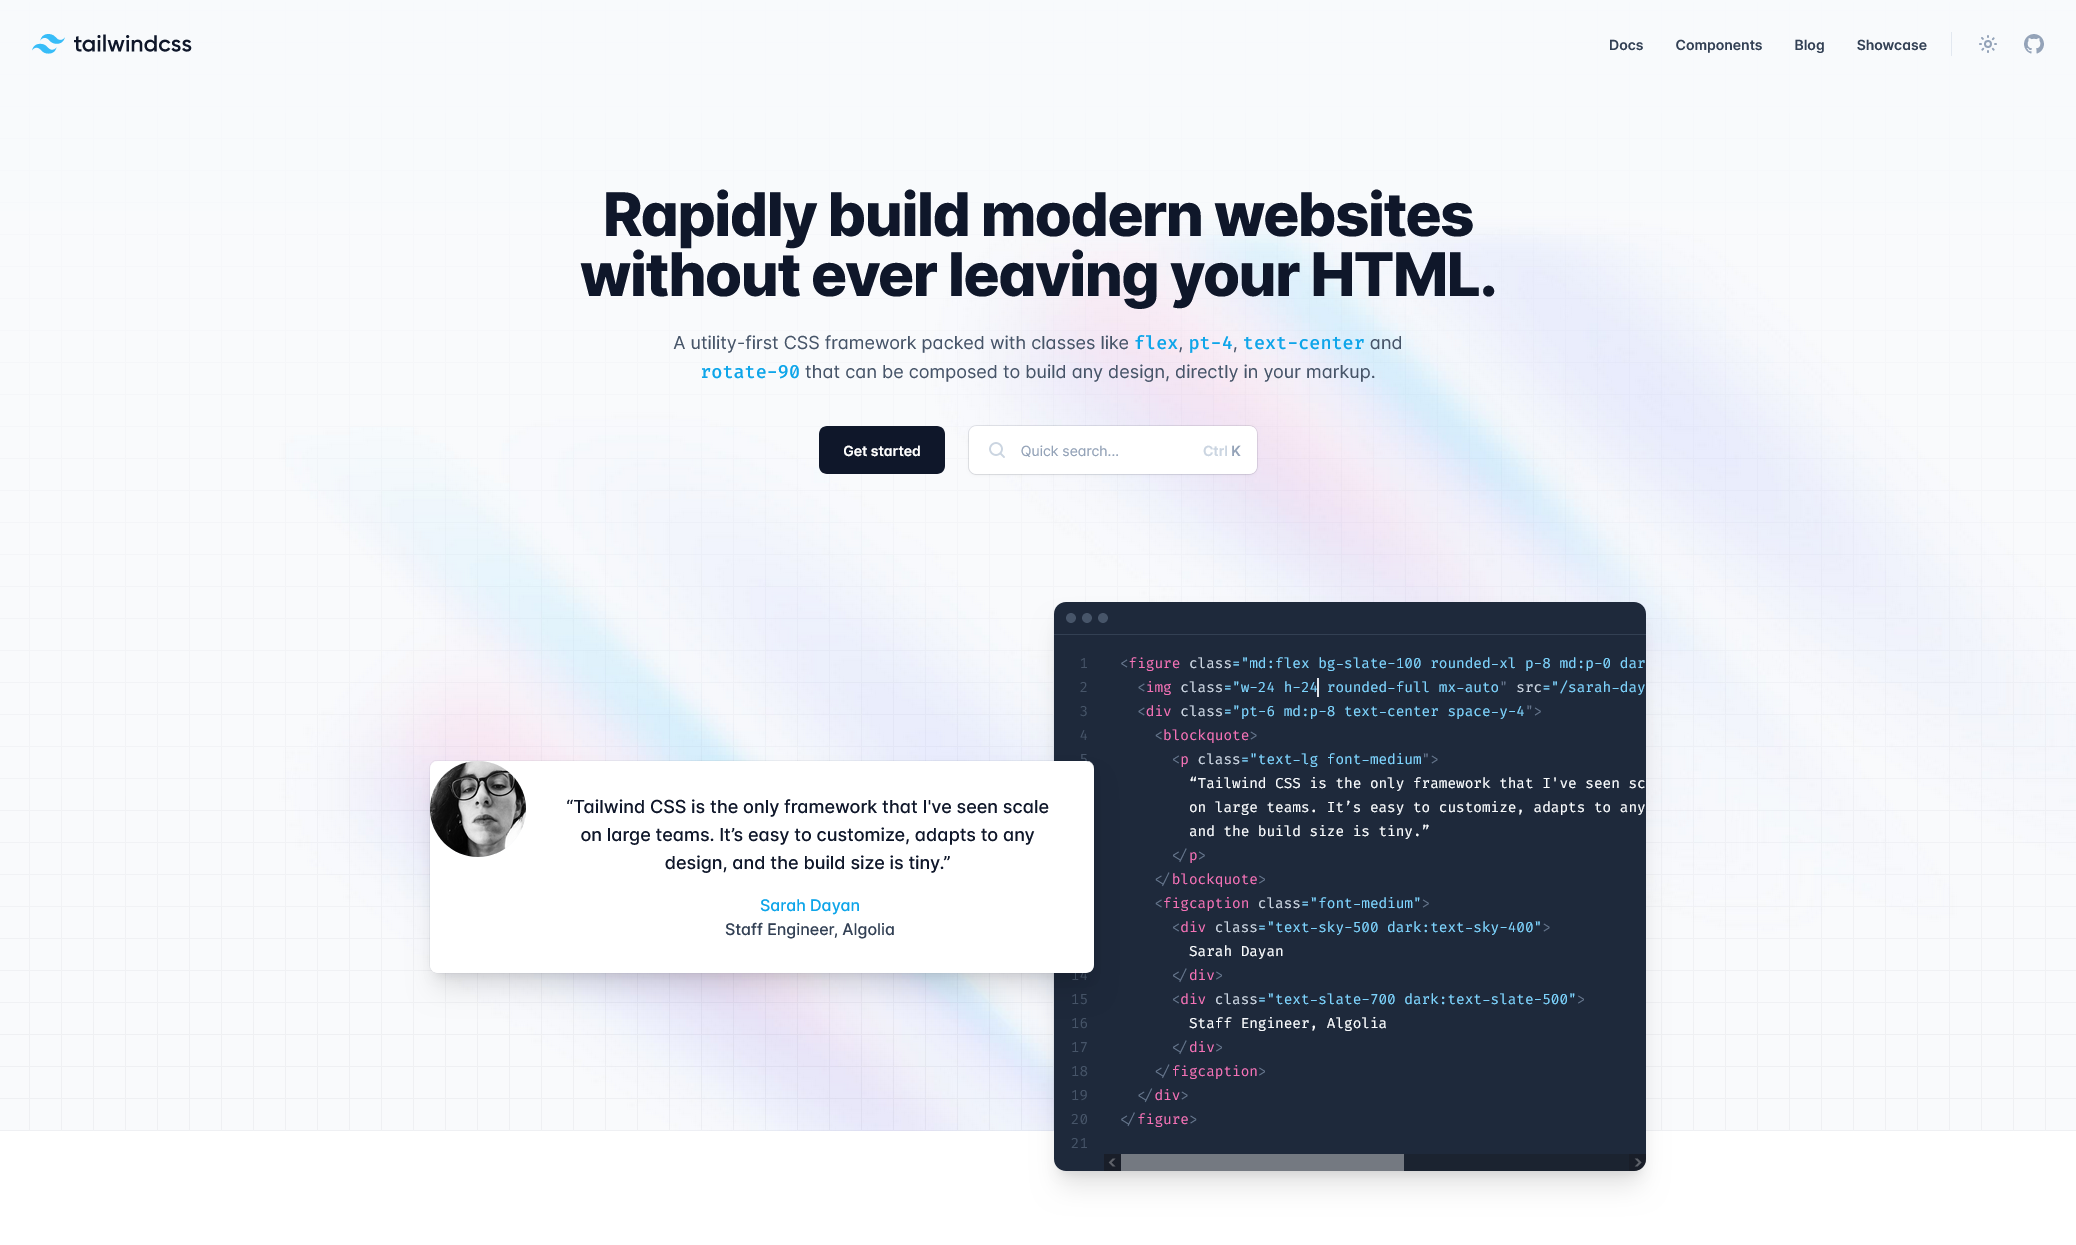 tailwindcss
Docs Components Blog Showcase
Rapidly build modern websites
without ever leaving your HTML.
A utility-first CSS framework packed with classes like flex, pt-4, text-center and
rotate-90 that can be composed to build any design, directly in your markup.
Get started
Quick search... Ctrl K
“Tailwind CSS is the only framework that I've seen scale
on large teams. It’s easy to customize, adapts to any
design, and the build size is tiny.”
Sarah Dayan
Staff Engineer, Algolia
1 <figure class="md:flex bg-slate-100 rounded-xl p-8 md:p-0 dar
2 <img class="w-24 h-24 rounded-full mx-auto" src="/sarah-day
3 <div class="pt-6 md:p-8 text-center space-y-4">
4 <blockquote>
5 <p class="text-lg font-medium">
“Tailwind CSS is the only framework that I've seen sc
on large teams. It’s easy to customize, adapts to any
and the build size is tiny.”
</p>
</blockquote>
<figcaption class="font-medium">
<div class="text-sky-500 dark:text-sky-400">
Sarah Dayan
14 </div>
15 <div class="text-slate-700 dark:text-slate-500">
16 Staff Engineer, Algolia
17 </div>
18 </figcaption>
19 </div>
20 </figure>
21